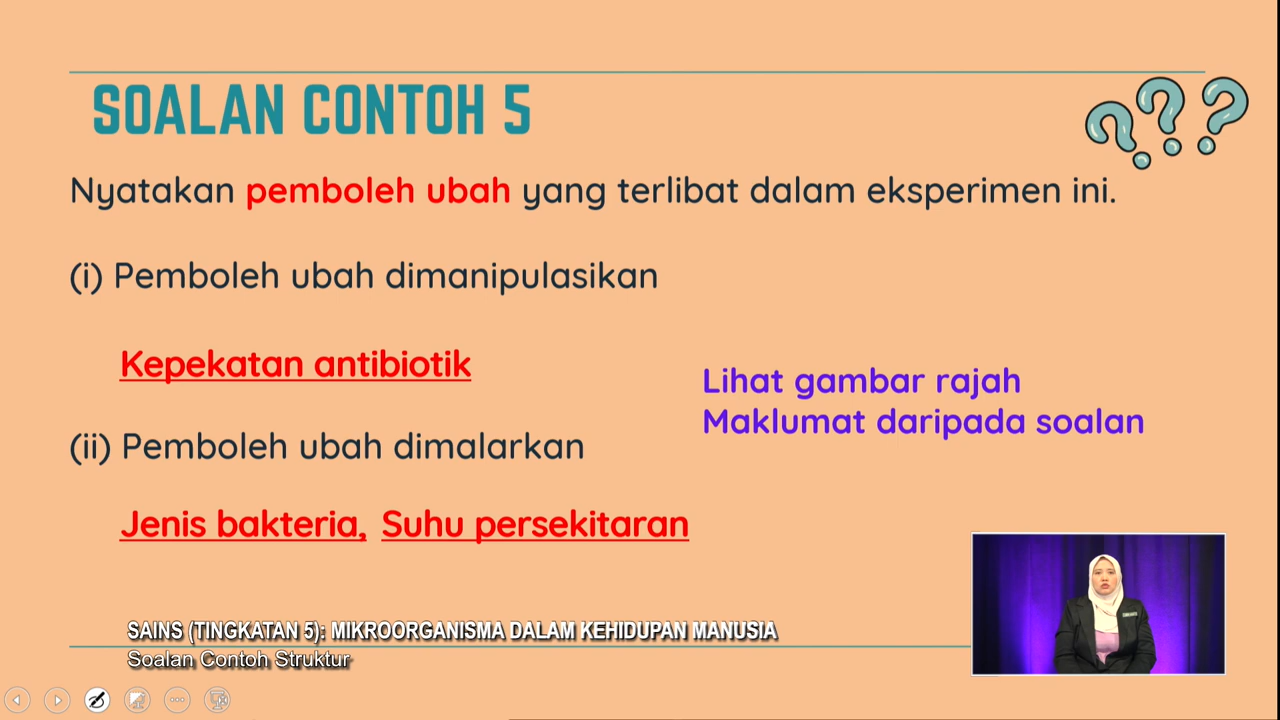 SOALAN CONTOH 5
Nyatakan pemboleh ubah yang terlibat dalam eksperimen ini.
(i) Pemboleh ubah dimanipulasikan
Kepekatan antibiotik
Lihat gambar rajah
Maklumat daripada soalan
(ii) Pemboleh ubah dimalarkan
Jenis bakteria, Suhu persekitaran
SAINS (TINGKATAN 5): MIKROORGANISMA DALAM KEHIDUPAN MANUSIA
Soalan Contoh Struktur